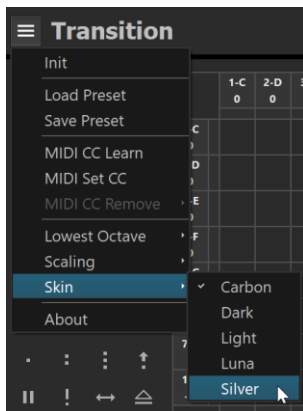 Transition
Init
Load Preset
Save Preset
MIDI CC Learn
MIDI Set CC
MIDI CC Remove
Lowest Octave
Scaling
Skin
About
1-C
2-D
0
0
Carbon
Dark
Light
Luna
Silver